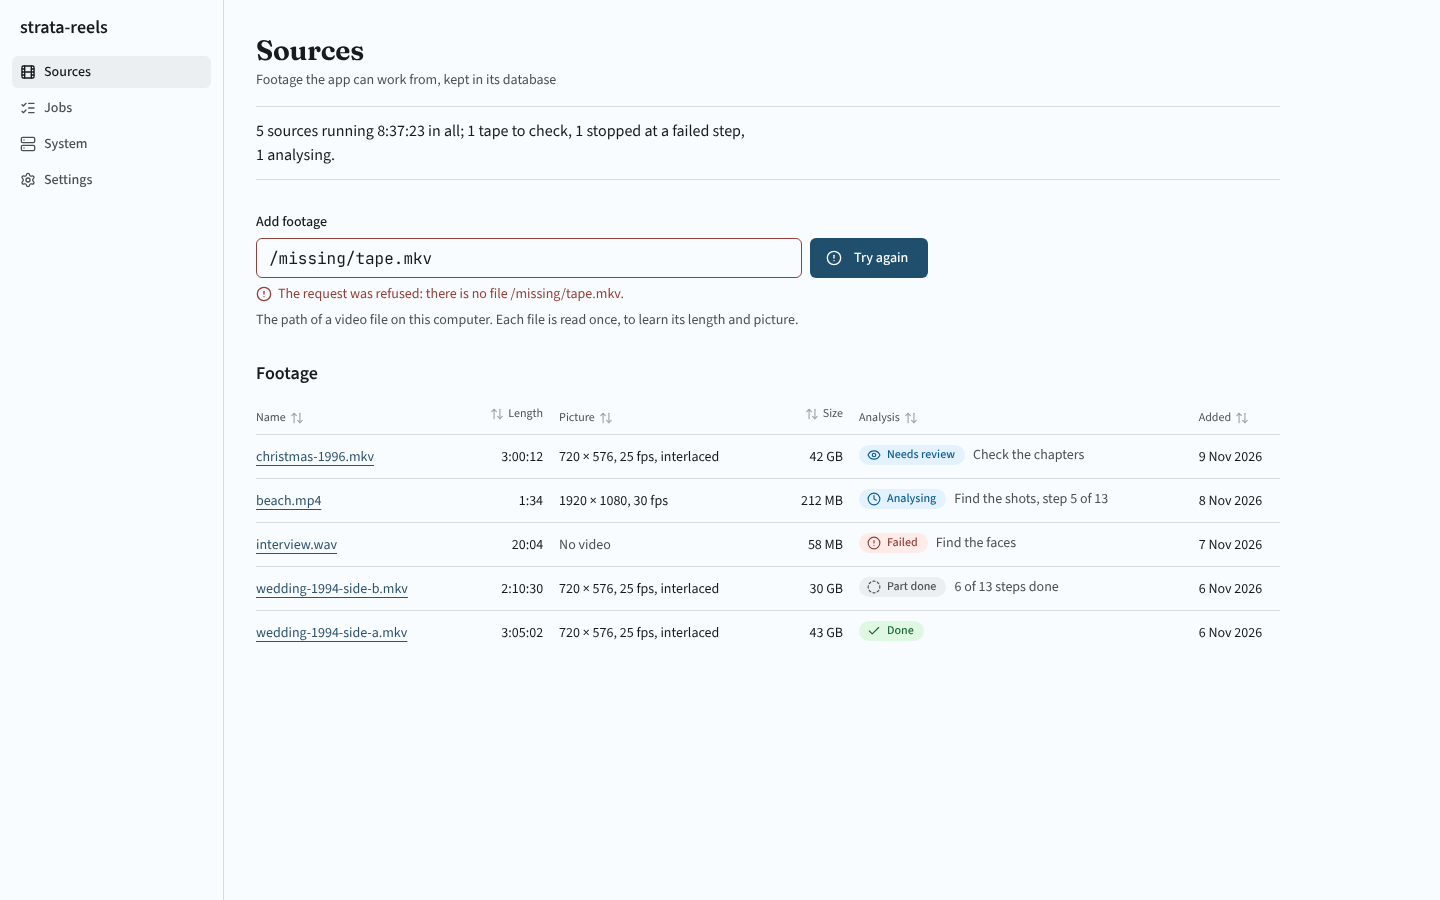 strata-reels
Sources
Jobs
System
Settings
Sources
Footage the app can work from, kept in its database
5 sources running 8:37:23 in all; 1 tape to check, 1 stopped at a failed step,
1 analysing.
Add footage
/missing/tape.mkv
Try again
The request was refused: there is no file /missing/tape.mkv.
The path of a video file on this computer. Each file is read once, to learn its length and picture.
Footage
Name Length Picture Size Analysis Added
christmas-1996.mkv 3:00:12 720 × 576, 25 fps, interlaced 42 GB Needs review Check the chapters 9 Nov 2026
beach.mp4 1:34 1920 × 1080, 30 fps 212 MB Analysing Find the shots, step 5 of 13 8 Nov 2026
interview.wav 20:04 No video 58 MB Failed Find the faces 7 Nov 2026
wedding-1994-side-b.mkv 2:10:30 720 × 576, 25 fps, interlaced 30 GB Part done 6 of 13 steps done 6 Nov 2026
wedding-1994-side-a.mkv 3:05:02 720 × 576, 25 fps, interlaced 43 GB Done 6 Nov 2026